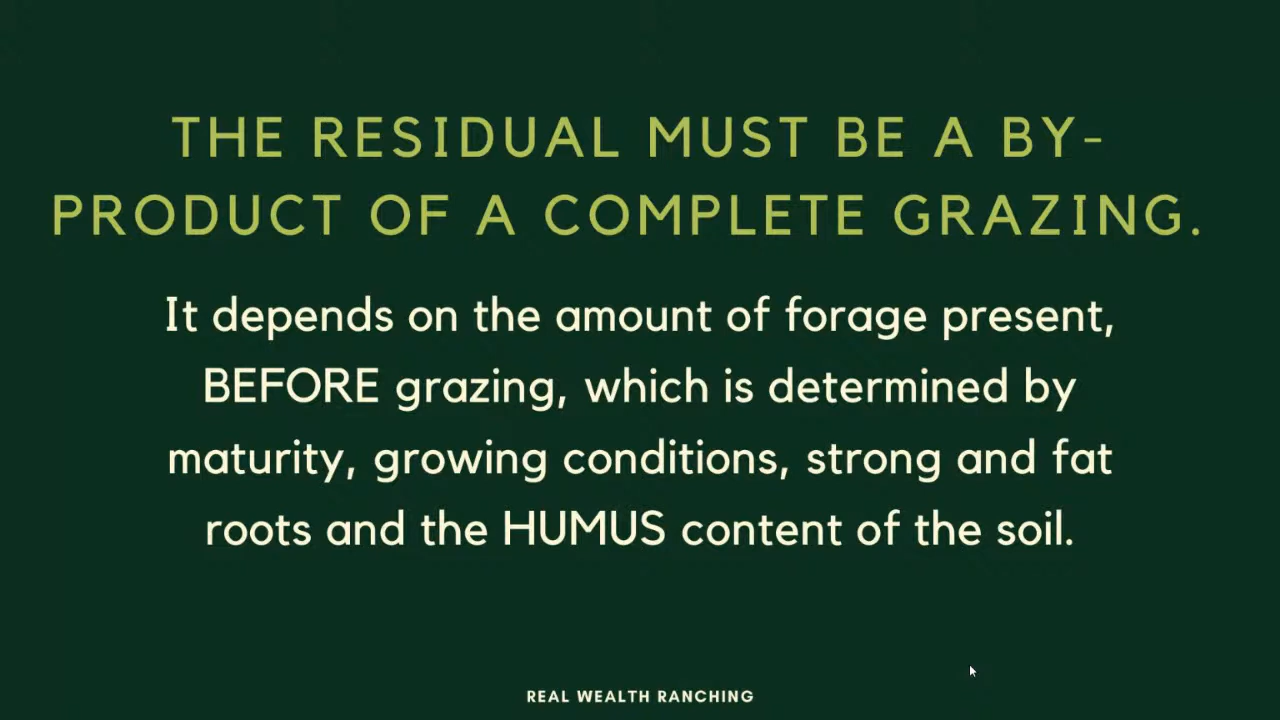 THE RESIDUAL MUST BE A BY-
PRODUCT OF A COMPLETE GRAZING.
It depends on the amount of forage present,
BEFORE grazing, which is determined by
maturity, growing conditions, strong and fat
roots and the HUMUS content of the soil.
REAL WEALTH RANCHING